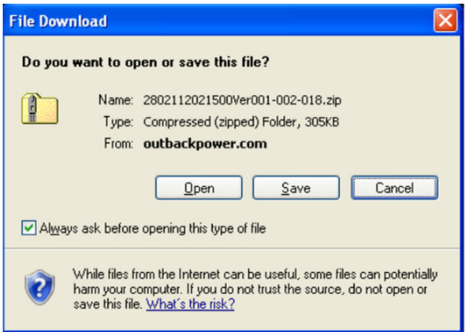 File Download
Do you want to open or save this file?
Name: 2802112021500Ver001-002-018.zip
Type: Compressed (zipped) Folder, 305KB
From: outbackpower.com
Open Save Cancel
Always ask before opening this type of file
While files from the Internet can be useful, some files can potentially
harm your computer. If you do not trust the source, do not open or
save this file. What's the risk?